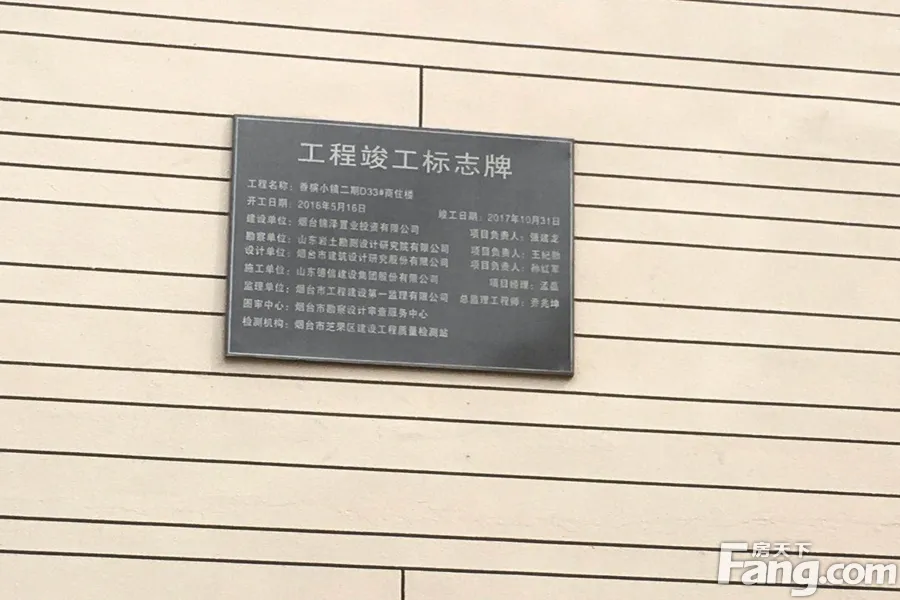 工程竣工标志牌
工程名称：香槟小镇二期D33#商住楼
开工日期：2016年5月16日 竣工日期：2017年10月31日
建设单位：烟台锦泽置业投资有限公司 项目负责人：张建龙
勘察单位：山东岩土勘测设计研究院有限公司 项目负责人：王纪勋
设计单位：烟台市建筑设计研究股份有限公司 项目负责人：孙红军
施工单位：山东德信建设集团股份有限公司 项目经理：孟磊
监理单位：烟台市工程建设第一监理有限公司 总监理工程师：乔先坤
图审中心：烟台市勘察设计审查服务中心
检测机构：烟台市芝罘区建设工程质量检测站
房天下
Fang.com